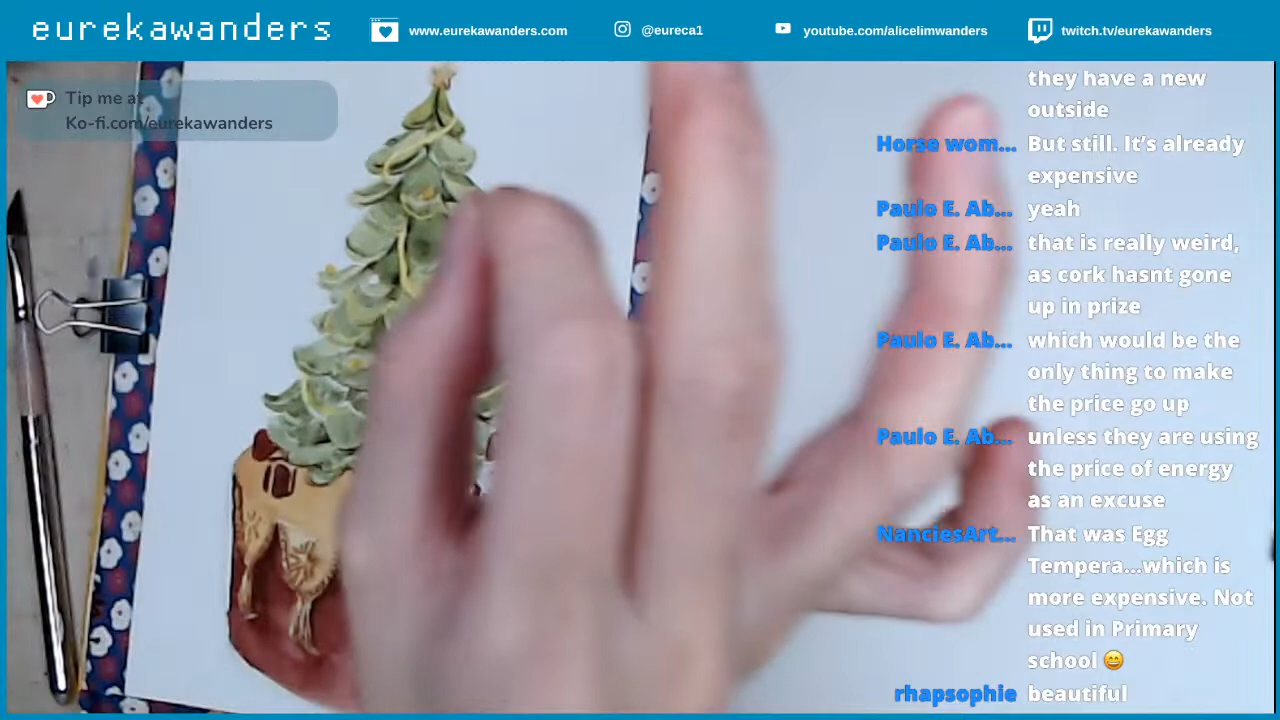 eurekawanders
www.eurekawanders.com
@eureca1
youtube.com/alicelimwanders
twitch.tv/eurekawanders
Tip me at
Ko-fi.com/eurekawanders
they have a new
outside
Horse wom... But still. It’s already
expensive
Paulo E. Ab... yeah
Paulo E. Ab... that is really weird,
as cork hasnt gone
up in prize
Paulo E. Ab... which would be the
only thing to make
the price go up
Paulo E. Ab... unless they are using
the price of energy
as an excuse
NanciesArt... That was Egg
Tempera...which is
more expensive. Not
used in Primary
school 😄
rhapsophie beautiful